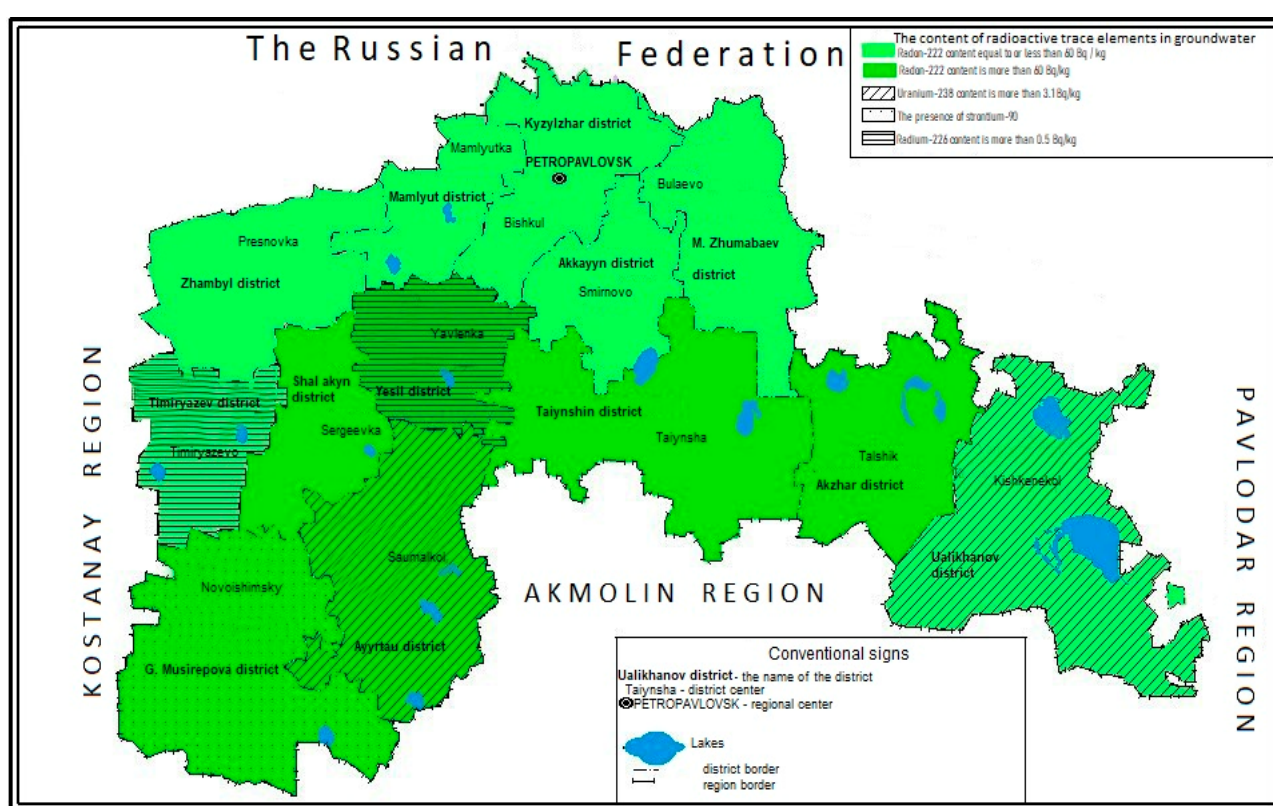 The Russian Federation
The content of radioactive trace elements in groundwater
Radon-222 content equal to or less than 60 Bq / kg
Radon-222 content is more than 60 Bq/kg
Uranium-238 content is more than 3.1 Bq/kg
The presence of strontium-90
Radium-226 content is more than 0.5 Bq/kg
Kyzylzhar district
Mamlyutka
PETROPAVLOVSK
Bulaevo
Mamlyut district
Bishkul
Presnovka
M. Zhumabaev
district
Akkayyn district
Zhambyl district
Smirnovo
Yavlenka
Shal akyn
district
Yesil district
Timiryazev district
Taiynshin district
Sergeevka
Taiynsha
Timiryazevo
Taishik
Akzhar district
Kishkenekol
Saumalkol
Ualikhanov
district
Novoishimsky
Ayyrtau district
G. Musirepova district
KOSTANAY REGION
AKMOLIN REGION
PAVLODAR REGION
Conventional signs
Ualikhanov district - the name of the district
Taiynsha - district center
PETROPAVLOVSK - regional center
Lakes
district border
region border